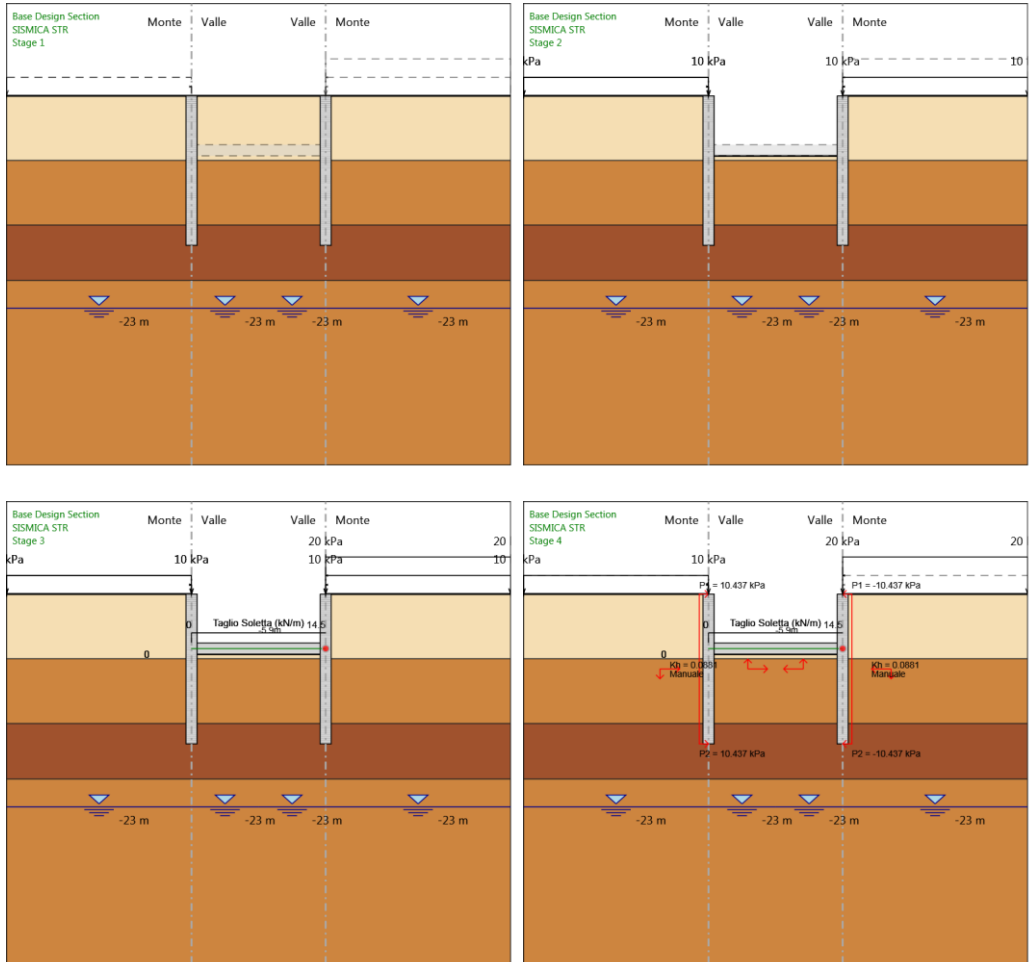 Base Design Section
SISMICA STR
Stage 1
Monte Valle Valle Monte
-23 m -23 m -23 m -23 m
Base Design Section
SISMICA STR
Stage 2
Monte Valle Valle Monte
kPa 10 kPa 10 kPa 10
-23 m -23 m -23 m -23 m
Base Design Section
SISMICA STR
Stage 3
Monte Valle Valle Monte
20 kPa 20
kPa 10 kPa 10 kPa 10
0 Taglio Soletta (kN/m) 14.5
-5.9m
0
-23 m -23 m -23 m -23 m
Base Design Section
SISMICA STR
Stage 4
Monte Valle Valle Monte
kPa 10 kPa 20 kPa 20
P1 = 10.437 kPa P1 = -10.437 kPa
0 Taglio Soletta (kN/m) 14.5
-5.9m
0
Kh = 0.0881 Kh = 0.0881
Manuale Manuale
P2 = 10.437 kPa P2 = -10.437 kPa
-23 m -23 m -23 m -23 m